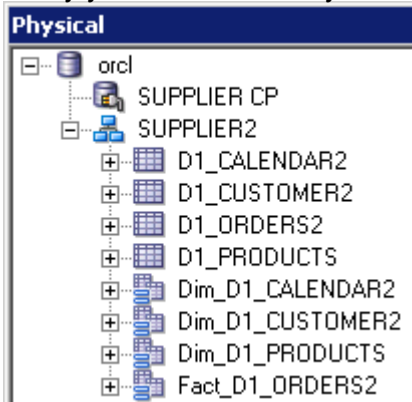 Physical
orcl
SUPPLIER CP
SUPPLIER2
D1_CALENDAR2
D1_CUSTOMER2
D1_ORDERS2
D1_PRODUCTS
Dim_D1_CALENDAR2
Dim_D1_CUSTOMER2
Dim_D1_PRODUCTS
Fact_D1_ORDERS2